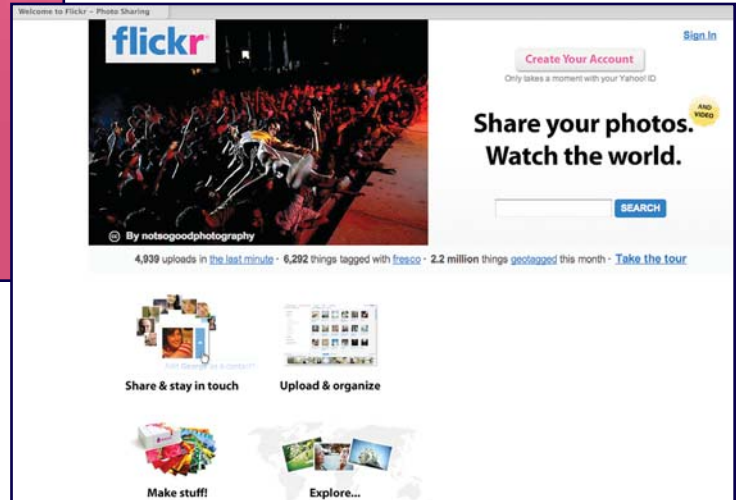 Welcome to Flickr – Photo Sharing
flickr
Sign In
Create Your Account
Only takes a moment with your Yahoo! ID
Share your photos.
AND
VIDEO
Watch the world.
SEARCH
By notsogoodphotography
4,939 uploads in the last minute · 6,292 things tagged with fresco · 2.2 million things geotagged this month · Take the tour
Share & stay in touch
Upload & organize
Make stuff!
Explore...